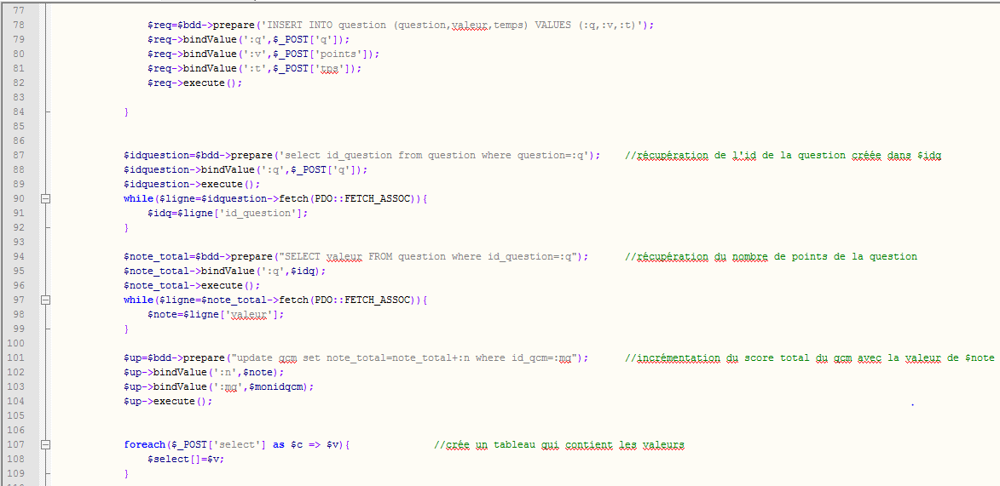 77
78 $req=$bdd->prepare('INSERT INTO question (question,valeur,temps) VALUES (:q,:v,:t)');
79 $req->bindValue(':q',$_POST['q']);
80 $req->bindValue(':v',$_POST['points']);
81 $req->bindValue(':t',$_POST['tps']);
82 $req->execute();
83
84 }
85
86
87 $idquestion=$bdd->prepare('select id_question from question where question=:q'); //récupération de l'id de la question créée dans $idq
88 $idquestion->bindValue(':q',$_POST['q']);
89 $idquestion->execute();
90 while($ligne=$idquestion->fetch(PDO::FETCH_ASSOC)){
91 $idq=$ligne['id_question'];
92 }
93
94 $note_total=$bdd->prepare("SELECT valeur FROM question where id_question=:q"); //récupération du nombre de points de la question
95 $note_total->bindValue(':q',$idq);
96 $note_total->execute();
97 while($ligne=$note_total->fetch(PDO::FETCH_ASSOC)){
98 $note=$ligne['valeur'];
99 }
100
101 $up=$bdd->prepare("update qcm set note_total=note_total+:n where id_qcm=:mq"); //incrémentation du score total du qcm avec la valeur de $note
102 $up->bindValue(':n',$note);
103 $up->bindValue(':mq',$monidqcm);
104 $up->execute();
105
106
107 foreach($_POST['select'] as $c => $v){ //crée un tableau qui contient les valeurs
108 $select[]=$v;
109 }